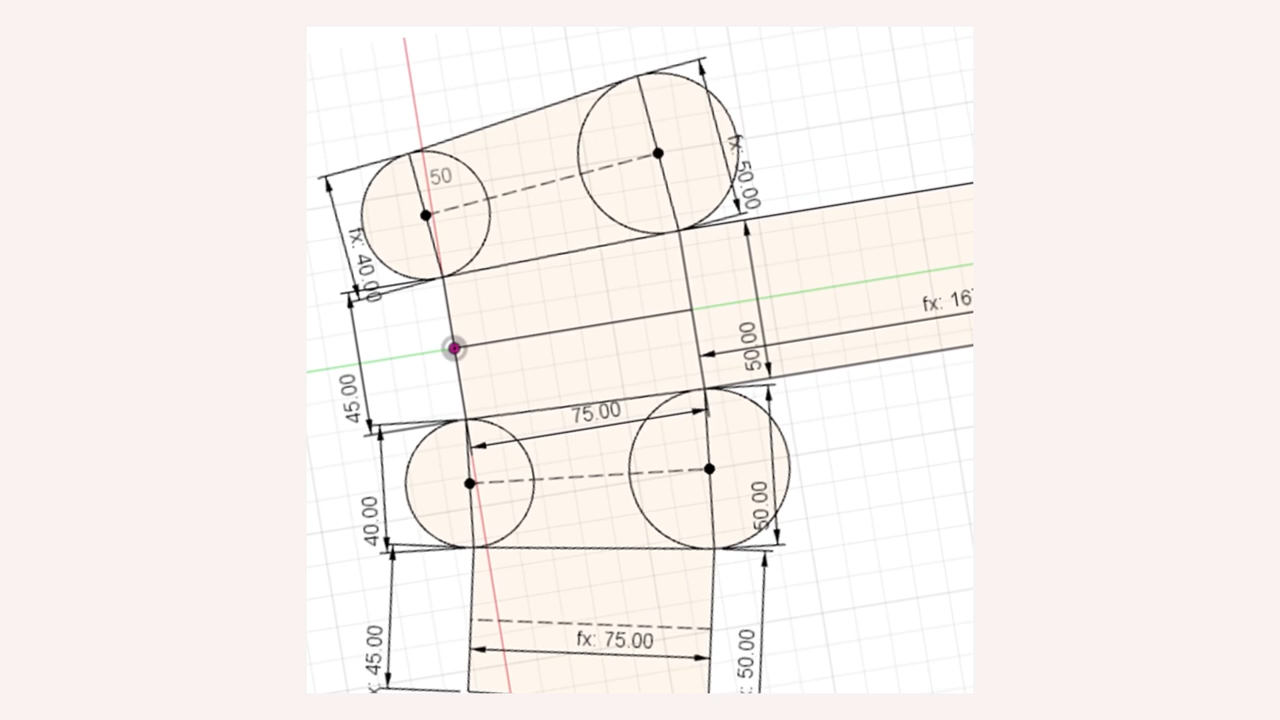 50
fx: 50.00
fx: 40.00
fx: 16
50.00
45.00
75.00
40.00
50.00
fx: 75.00
: 45.00
: 50.00